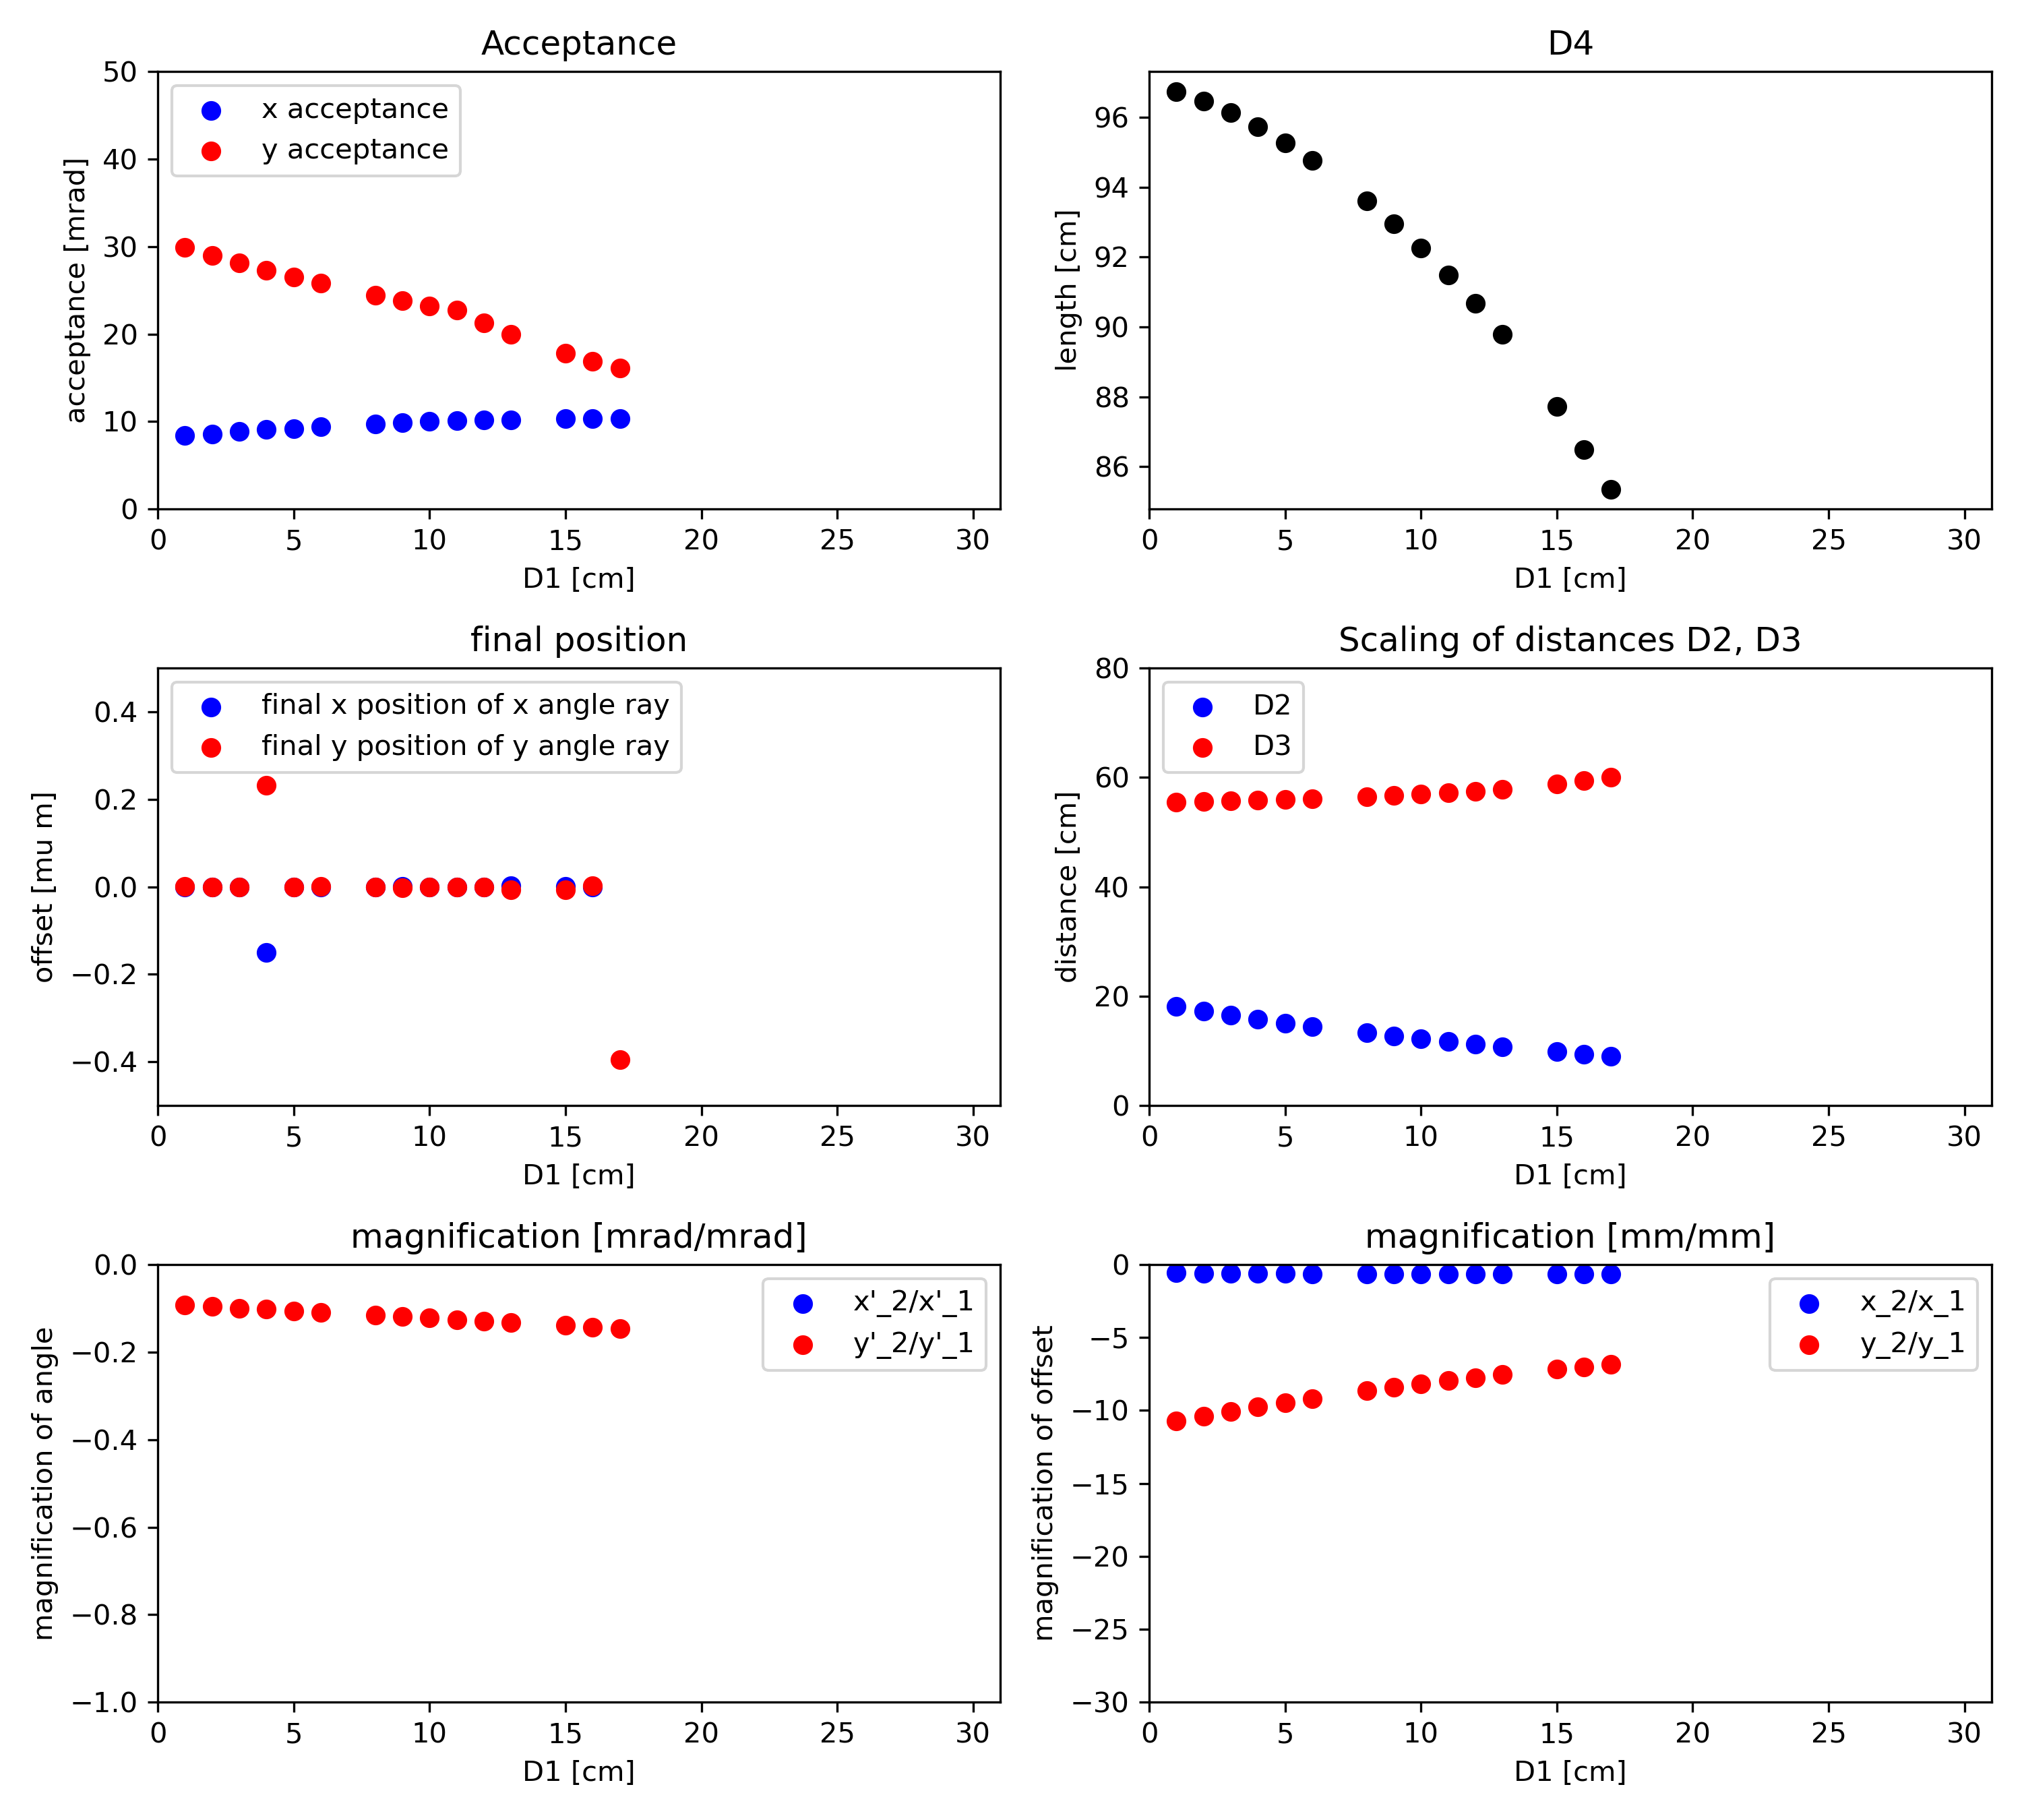 Acceptance
50
40
30
20
10
0
acceptance [mrad]
x acceptance
y acceptance
0 5 10 15 20 25 30
D1 [cm]
D4
96
94
92
90
88
86
length [cm]
0 5 10 15 20 25 30
D1 [cm]
final position
0.4
0.2
0.0
−0.2
−0.4
offset [mu m]
final x position of x angle ray
final y position of y angle ray
0 5 10 15 20 25 30
D1 [cm]
Scaling of distances D2, D3
80
60
40
20
0
distance [cm]
D2
D3
0 5 10 15 20 25 30
D1 [cm]
magnification [mrad/mrad]
0.0
−0.2
−0.4
−0.6
−0.8
−1.0
magnification of angle
x'_2/x'_1
y'_2/y'_1
0 5 10 15 20 25 30
D1 [cm]
magnification [mm/mm]
0
−5
−10
−15
−20
−25
−30
magnification of offset
x_2/x_1
y_2/y_1
0 5 10 15 20 25 30
D1 [cm]